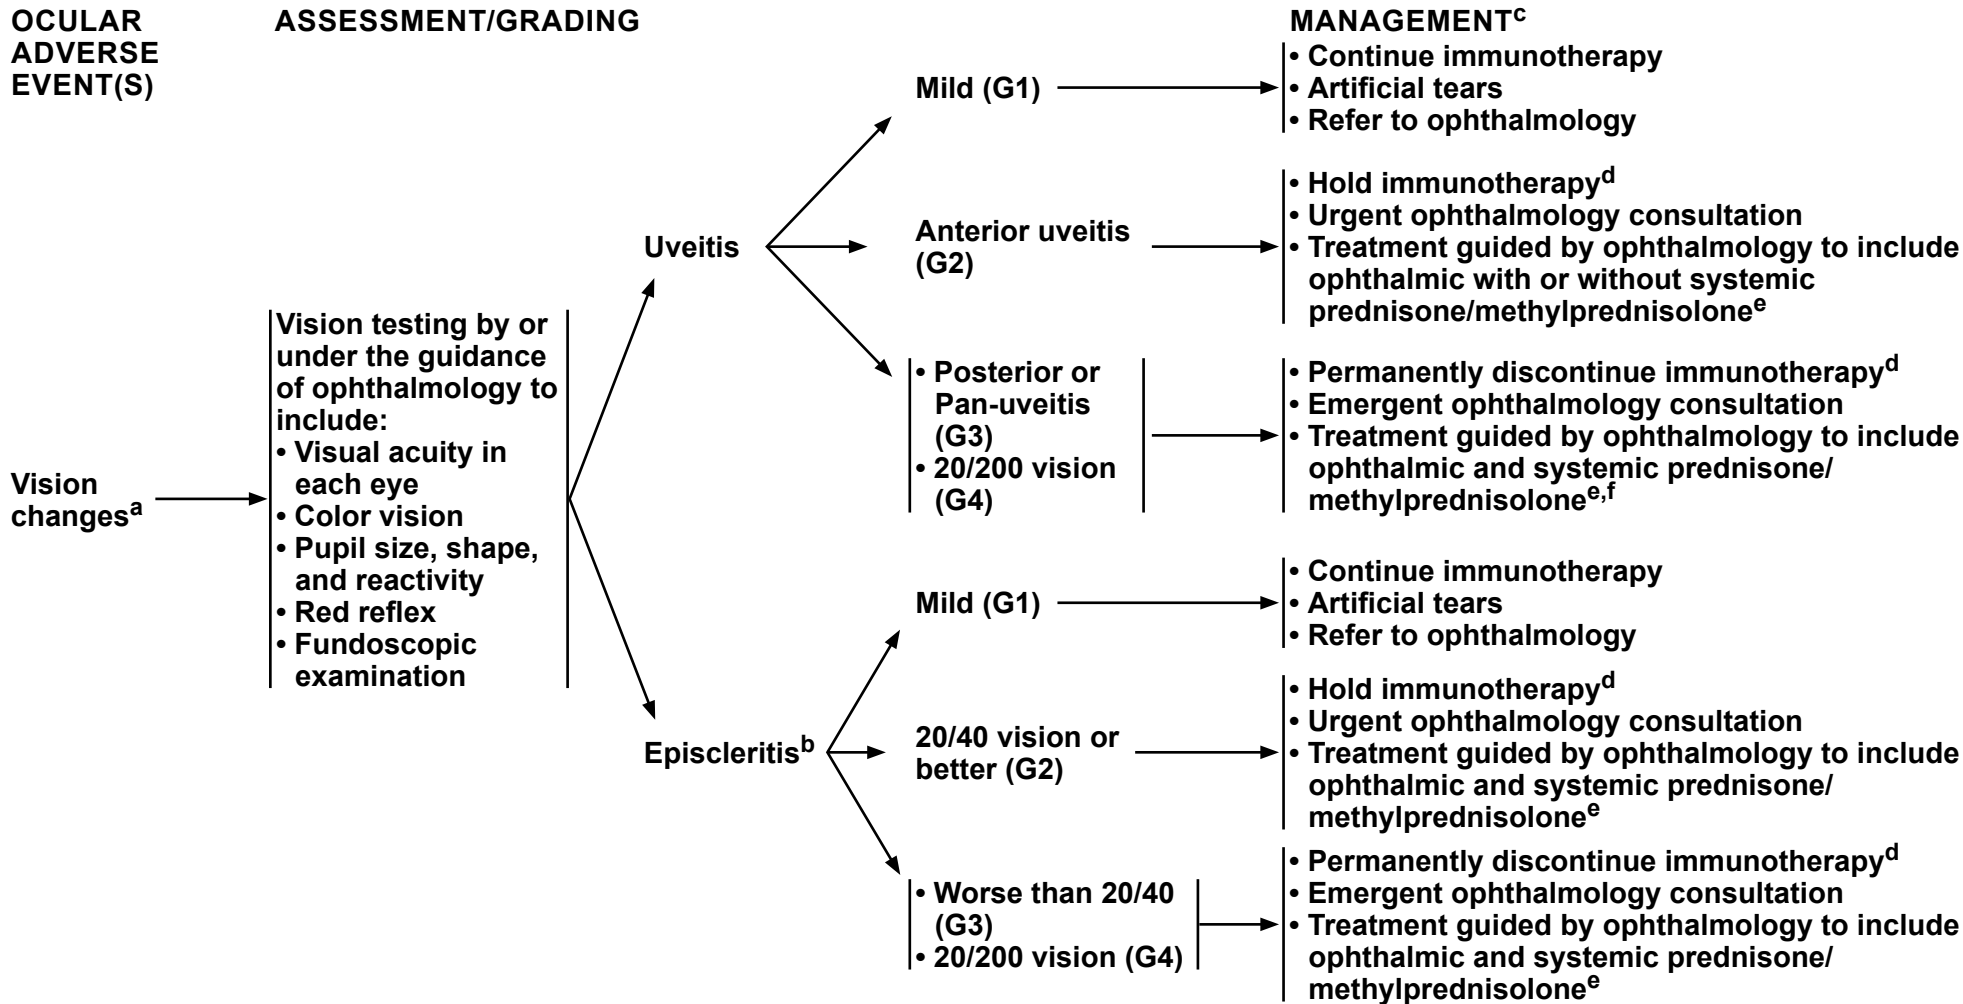 OCULAR
ADVERSE
EVENT(S)
ASSESSMENT/GRADING
MANAGEMENTᶜ
Vision
changesᵃ
Vision testing by or
under the guidance
of ophthalmology to
include:
• Visual acuity in
each eye
• Color vision
• Pupil size, shape,
and reactivity
• Red reflex
• Fundoscopic
examination
Uveitis
Mild (G1)
• Continue immunotherapy
• Artificial tears
• Refer to ophthalmology
Anterior uveitis
(G2)
• Hold immunotherapyᵈ
• Urgent ophthalmology consultation
• Treatment guided by ophthalmology to include
ophthalmic with or without systemic
prednisone/methylprednisoloneᵉ
• Posterior or
Pan-uveitis
(G3)
• 20/200 vision
(G4)
• Permanently discontinue immunotherapyᵈ
• Emergent ophthalmology consultation
• Treatment guided by ophthalmology to include
ophthalmic and systemic prednisone/
methylprednisoloneᵉ,ᶠ
Episcleritisᵇ
Mild (G1)
• Continue immunotherapy
• Artificial tears
• Refer to ophthalmology
20/40 vision or
better (G2)
• Hold immunotherapyᵈ
• Urgent ophthalmology consultation
• Treatment guided by ophthalmology to include
ophthalmic and systemic prednisone/
methylprednisoloneᵉ
• Worse than 20/40
(G3)
• 20/200 vision (G4)
• Permanently discontinue immunotherapyᵈ
• Emergent ophthalmology consultation
• Treatment guided by ophthalmology to include
ophthalmic and systemic prednisone/
methylprednisoloneᵉ